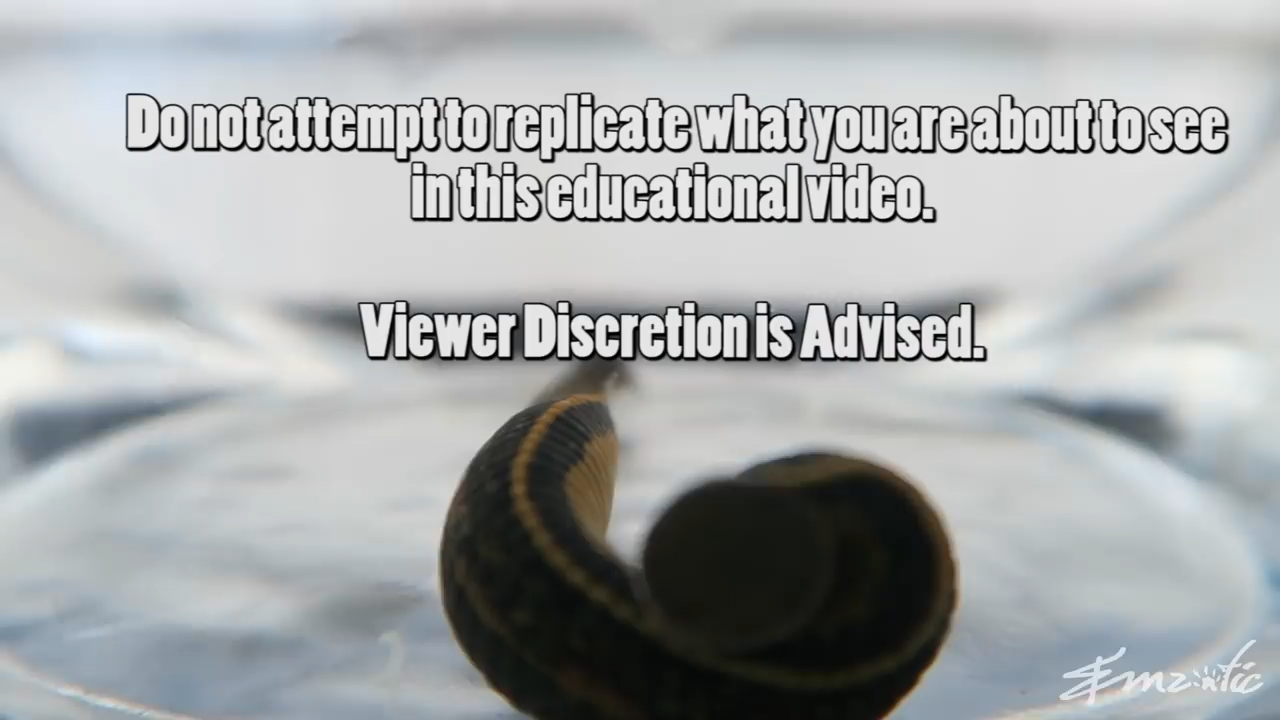 Do not attempt to replicate what you are about to see
in this educational video.
Viewer Discretion is Advised.
Emzotic